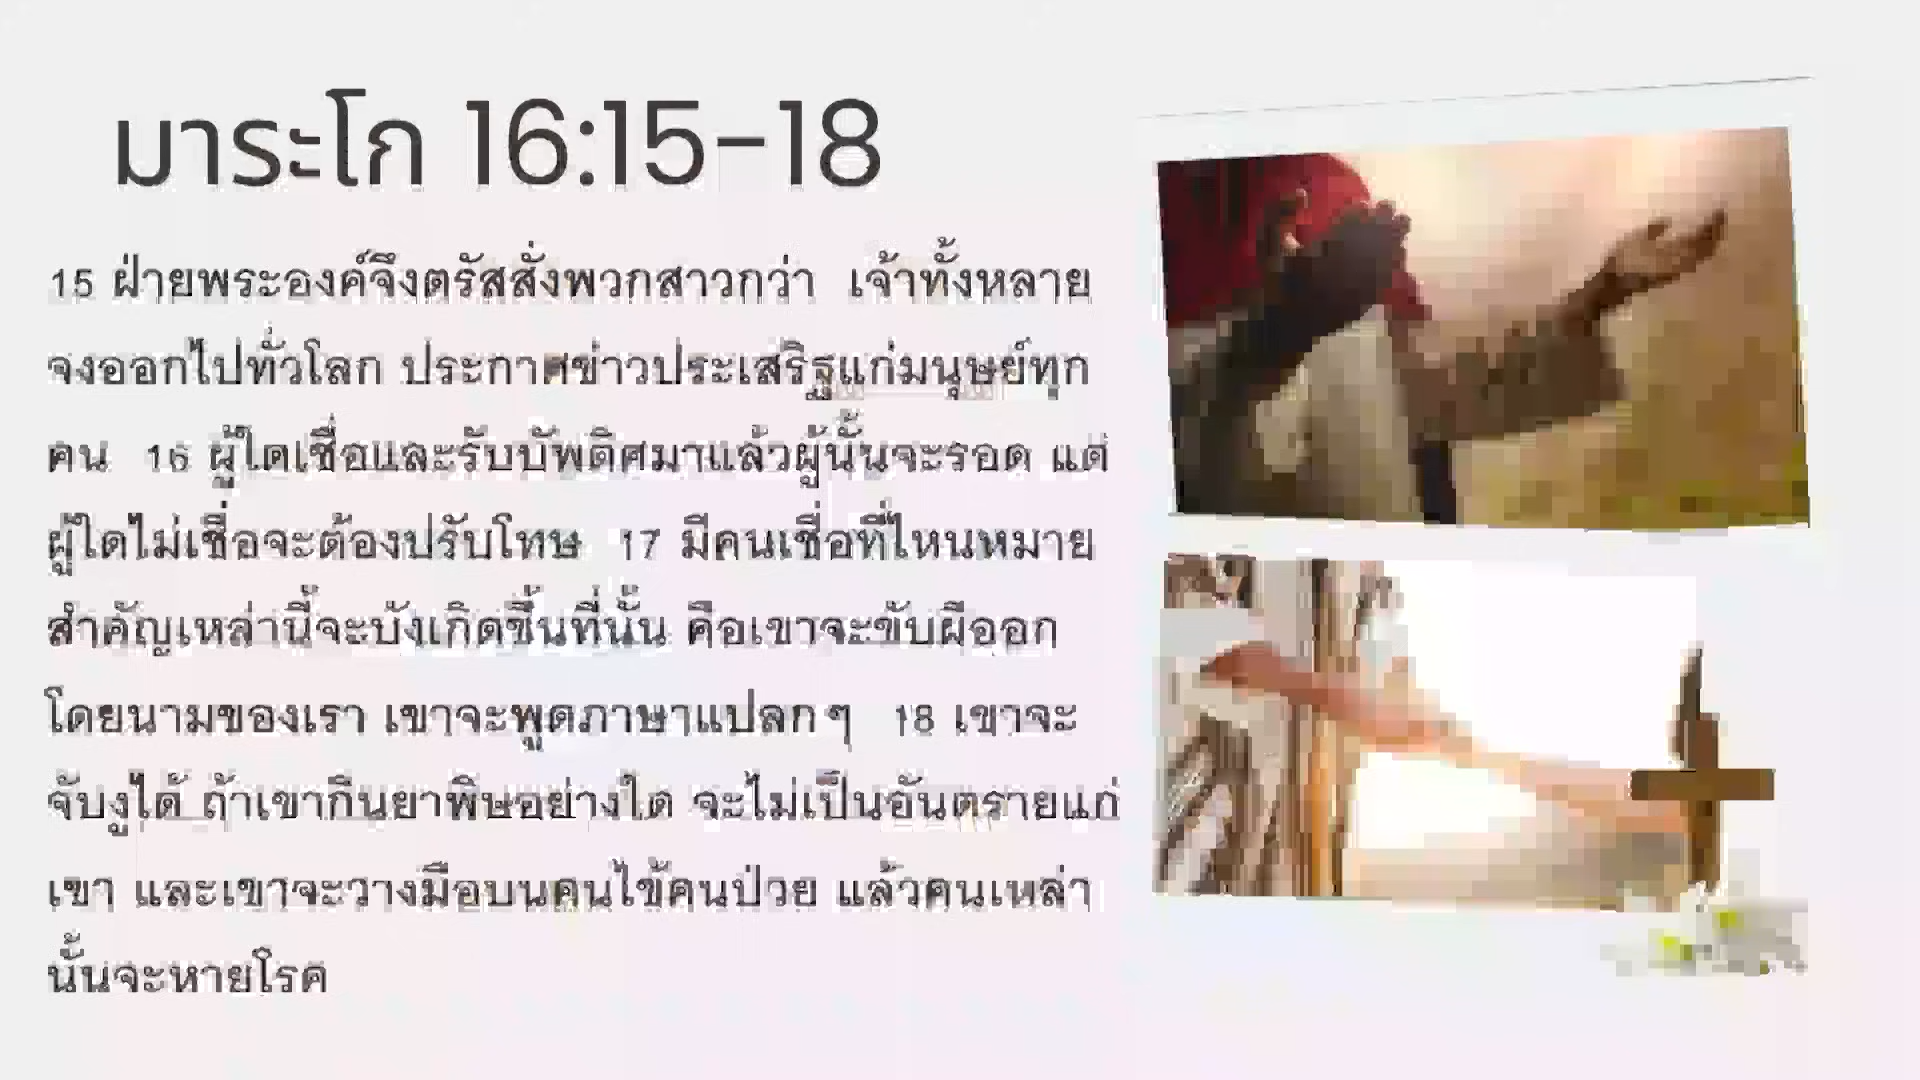 มาระโก 16:15-18
15 ฝ่ายพระองค์จึงตรัสสั่งพวกสาวกว่า เจ้าทั้งหลาย
จงออกไปทั่วโลก ประกาศข่าวประเสริฐแก่มนุษย์ทุก
คน 16 ผู้ใดเชื่อและรับบัพติศมาแล้วผู้นั้นจะรอด แต่
ผู้ใดไม่เชื่อจะต้องปรับโทษ 17 มีคนเชื่อที่ไหนหมาย
สำคัญเหล่านี้จะบังเกิดขึ้นที่นั้น คือเขาจะขับผีออก
โดยนามของเรา เขาจะพูดภาษาแปลกๆ 18 เขาจะ
จับงูได้ ถ้าเขากินยาพิษอย่างใด จะไม่เป็นอันตรายแก่
เขา และเขาจะวางมือบนคนไข้คนป่วย แล้วคนเหล่า
นั้นจะหายโรค